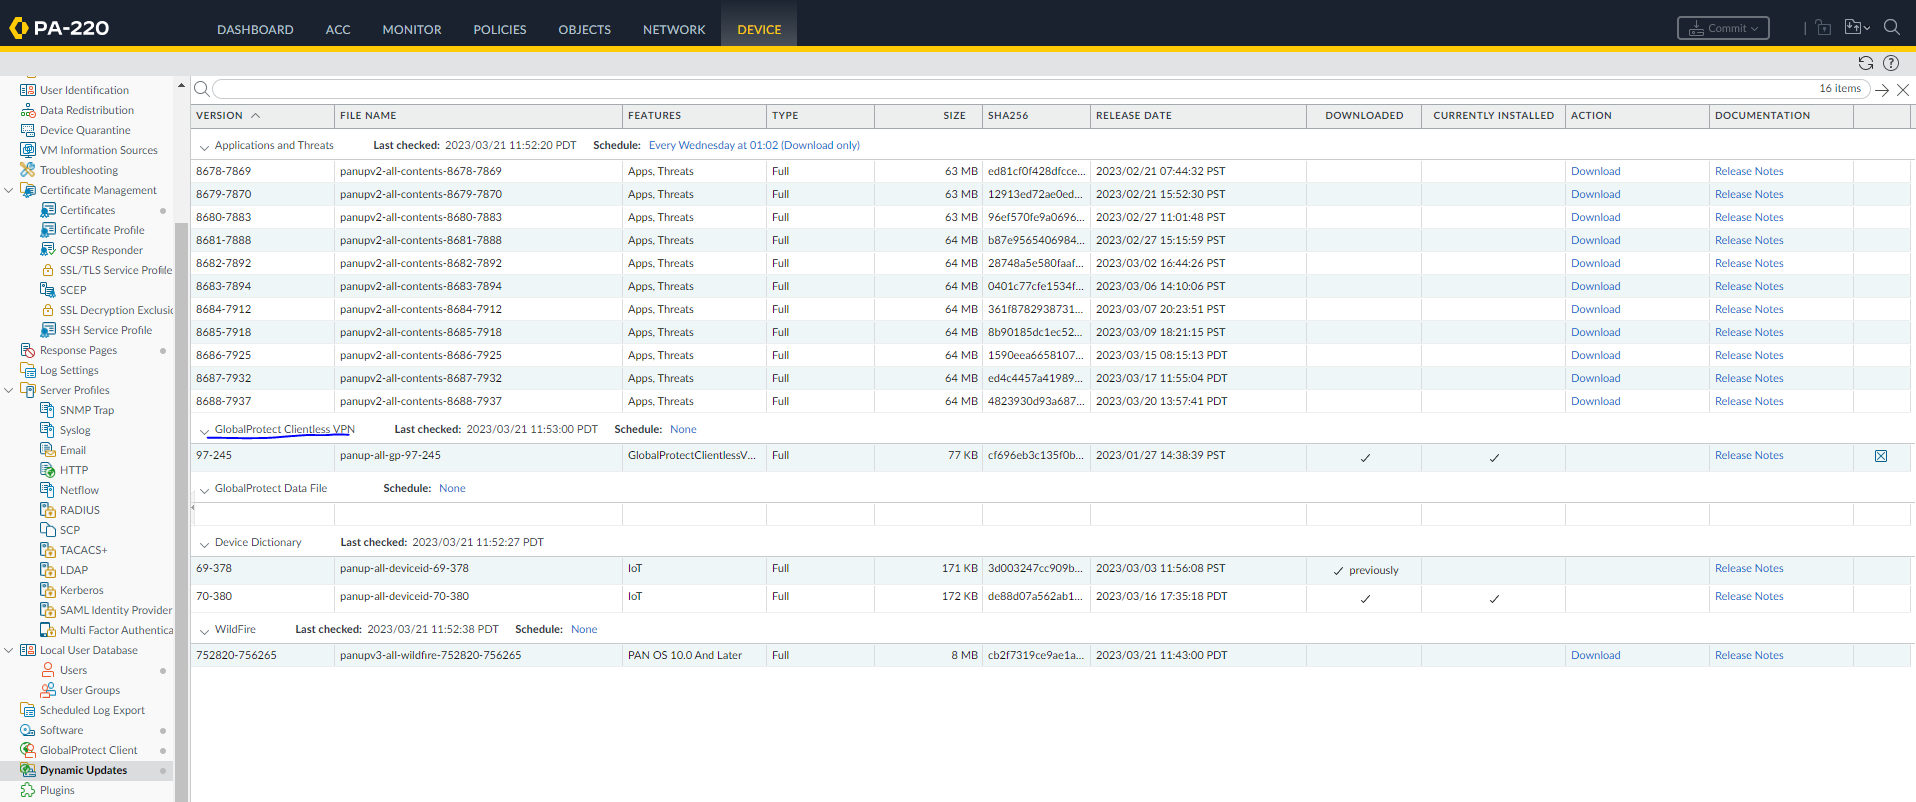 PA-220 DASHBOARD ACC MONITOR POLICIES OBJECTS NETWORK DEVICE Commit
User Identification
Data Redistribution
Device Quarantine
VM Information Sources
Troubleshooting
Certificate Management
Certificates
Certificate Profile
OCSP Responder
SSL/TLS Service Profile
SCEP
SSL Decryption Exclusic
SSH Service Profile
Response Pages
Log Settings
Server Profiles
SNMP Trap
Syslog
Email
HTTP
Netflow
RADIUS
SCP
TACACS+
LDAP
Kerberos
SAML Identity Provider
Multi Factor Authentica
Local User Database
Users
User Groups
Scheduled Log Export
Software
GlobalProtect Client
Dynamic Updates
Plugins
16 items
VERSION FILE NAME FEATURES TYPE SIZE SHA256 RELEASE DATE DOWNLOADED CURRENTLY INSTALLED ACTION DOCUMENTATION
Applications and Threats Last checked: 2023/03/21 11:52:20 PDT Schedule: Every Wednesday at 01:02 (Download only)
8678-7869 panupv2-all-contents-8678-7869 Apps, Threats Full 63 MB ed81cf0f428dfcce... 2023/02/21 07:44:32 PST Download Release Notes
8679-7870 panupv2-all-contents-8679-7870 Apps, Threats Full 63 MB 12913ed72ae0ed... 2023/02/21 15:52:30 PST Download Release Notes
8680-7883 panupv2-all-contents-8680-7883 Apps, Threats Full 63 MB 96ef570fe9a0696... 2023/02/27 11:01:48 PST Download Release Notes
8681-7888 panupv2-all-contents-8681-7888 Apps, Threats Full 64 MB b87e9565406984... 2023/02/27 15:15:59 PST Download Release Notes
8682-7892 panupv2-all-contents-8682-7892 Apps, Threats Full 64 MB 28748a5e580faaf... 2023/03/02 16:44:26 PST Download Release Notes
8683-7894 panupv2-all-contents-8683-7894 Apps, Threats Full 64 MB 0401c77cfe1534f... 2023/03/06 14:10:06 PST Download Release Notes
8684-7912 panupv2-all-contents-8684-7912 Apps, Threats Full 64 MB 361f8782938731... 2023/03/07 20:23:51 PST Download Release Notes
8685-7918 panupv2-all-contents-8685-7918 Apps, Threats Full 64 MB 8b90185dc1ec52... 2023/03/09 18:21:15 PST Download Release Notes
8686-7925 panupv2-all-contents-8686-7925 Apps, Threats Full 64 MB 1590eea6658107... 2023/03/15 08:15:13 PDT Download Release Notes
8687-7932 panupv2-all-contents-8687-7932 Apps, Threats Full 64 MB ed4c4457a41989... 2023/03/17 11:55:04 PDT Download Release Notes
8688-7937 panupv2-all-contents-8688-7937 Apps, Threats Full 64 MB 4823930d93a687... 2023/03/20 13:57:41 PDT Download Release Notes
GlobalProtect Clientless VPN Last checked: 2023/03/21 11:53:00 PDT Schedule: None
97-245 panup-all-gp-97-245 GlobalProtectClientlessV... Full 77 KB cf696eb3c135f0b... 2023/01/27 14:38:39 PST ✓ ✓ Release Notes
GlobalProtect Data File Schedule: None
Device Dictionary Last checked: 2023/03/21 11:52:27 PDT
69-378 panup-all-deviceid-69-378 IoT Full 171 KB 3d003247cc909b... 2023/03/03 11:56:08 PST ✓ previously Release Notes
70-380 panup-all-deviceid-70-380 IoT Full 172 KB de88d07a562ab1... 2023/03/16 17:35:18 PDT ✓ ✓ Release Notes
WildFire Last checked: 2023/03/21 11:52:38 PDT Schedule: None
752820-756265 panupv3-all-wildfire-752820-756265 PAN OS 10.0 And Later Full 8 MB cb2f7319ce9ae1a... 2023/03/21 11:43:00 PDT Download Release Notes